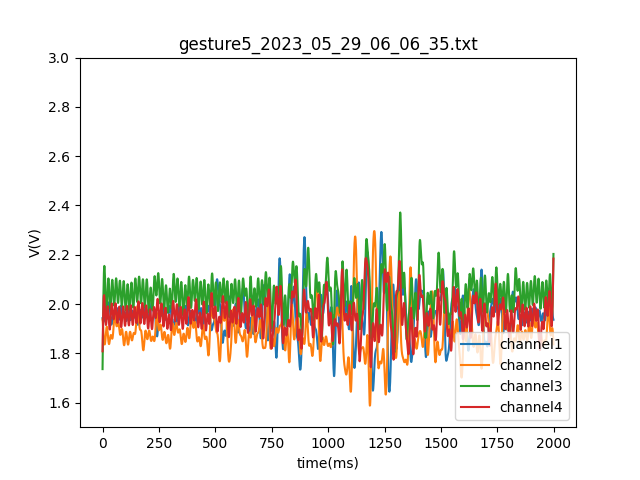 gesture5_2023_05_29_06_06_35.txt
3.0
2.8
2.6
2.4
2.2
2.0
1.8
1.6
V(V)
channel1
channel2
channel3
channel4
0 250 500 750 1000 1250 1500 1750 2000
time(ms)